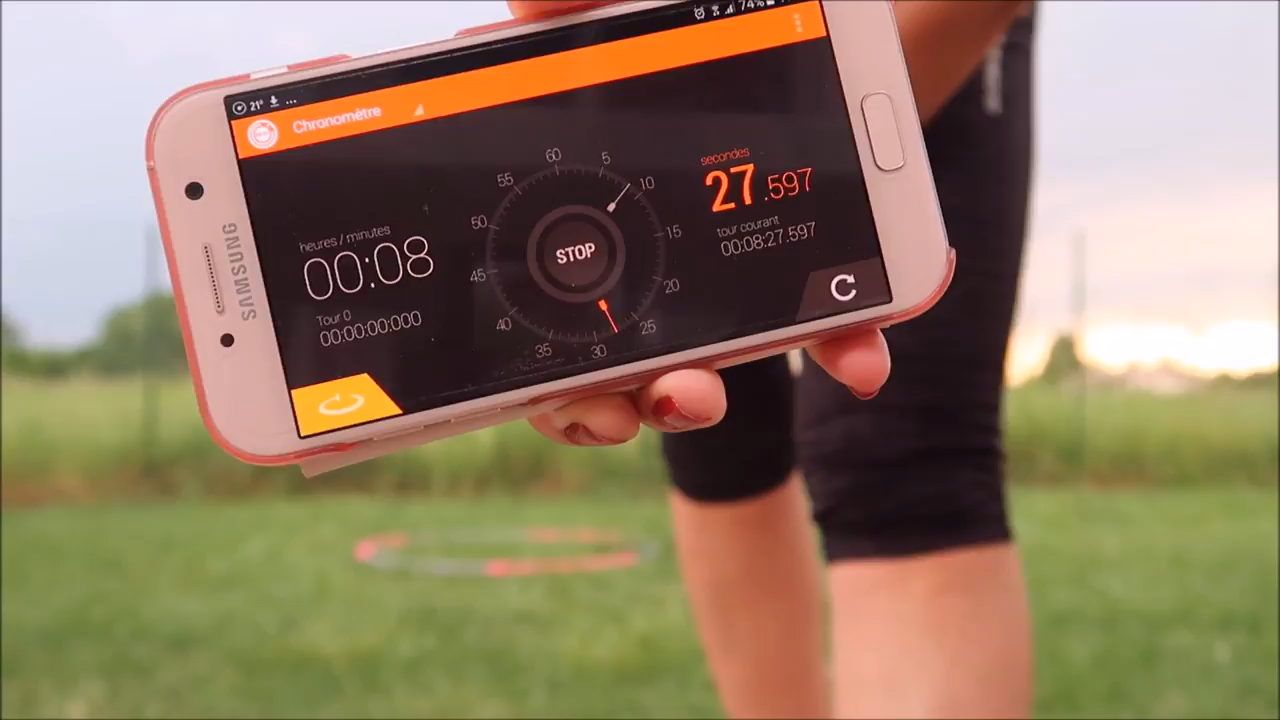 21° ...
74%
Chronomètre
heures / minutes
00:08
Tour 0
00:00:00:000
60
5
10
15
20
25
30
35
40
45
50
55
STOP
secondes
27.597
tour courant
00:08:27.597
SAMSUNG